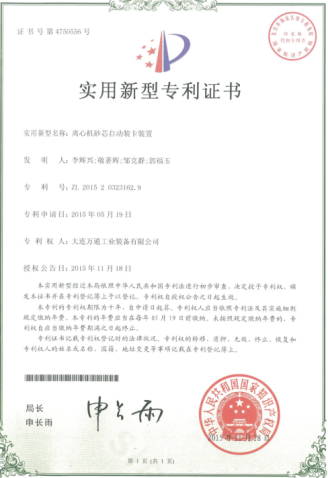 证书号第4750556号
实用新型专利证书
实用新型名称：离心机砂芯自动装卡装置
发 明 人：李辉兴;敬著辉;邹克群;郭福玉
专 利 号：ZL 2015 2 0323162.9
专利申请日：2015年05月19日
专 利 权 人：大连万通工业装备有限公司
授权公告日：2015年11月18日
本实用新型经过本局依照中华人民共和国专利法进行初步审查，决定授予专利权，颁
发本证书并在专利登记簿上予以登记。专利权自授权公告之日起生效。
本专利的专利权期限为十年，自申请日起算。专利权人应当依照专利法及其实施细则
规定缴纳年费。本专利的年费应当在每年05月19日前缴纳。未按照规定缴纳年费的，专
利权自应当缴纳年费期满之日起终止。
专利证书记载专利权登记时的法律状况。专利权的转移、质押、无效、终止、恢复和
专利权人的姓名或名称、国籍、地址变更等事项记载在专利登记簿上。
局长
申长雨
申长雨
中华人民共和国国家知识产权局
2015年11月18日
第 1 页 (共 1 页)